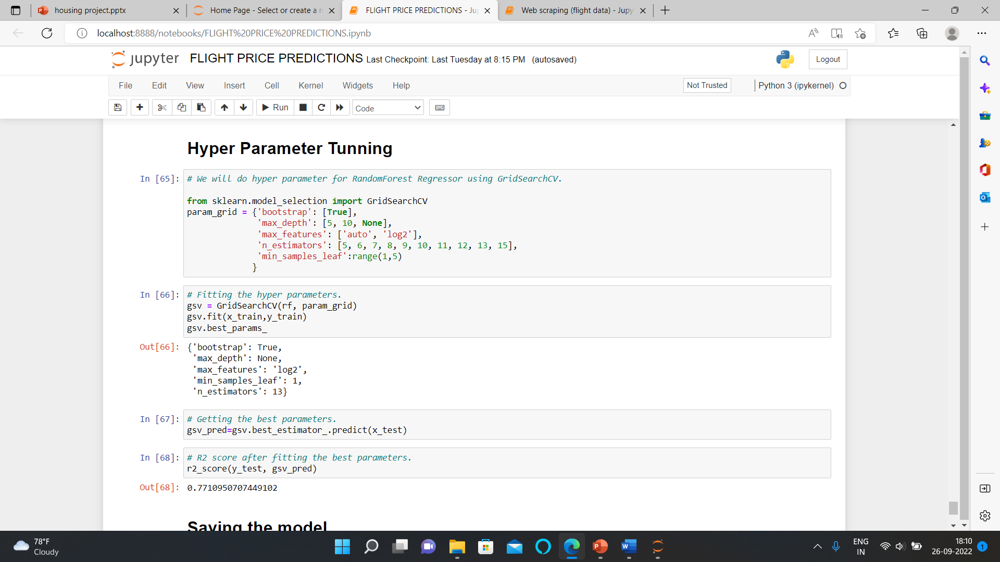 housing project.pptx
Home Page - Select or create a n
FLIGHT PRICE PREDICTIONS - Ju
Web scraping (flight data) - Jupy
localhost:8888/notebooks/FLIGHT%20PRICE%20PREDICTIONS.ipynb
jupyter FLIGHT PRICE PREDICTIONS Last Checkpoint: Last Tuesday at 8:15 PM (autosaved)
Logout
File Edit View Insert Cell Kernel Widgets Help
Not Trusted
Python 3 (ipykernel)
Run
Code
Hyper Parameter Tunning
In [65]: # We will do hyper parameter for RandomForest Regressor using GridSearchCV.
from sklearn.model_selection import GridSearchCV
param_grid = {'bootstrap': [True],
'max_depth': [5, 10, None],
'max_features': ['auto', 'log2'],
'n_estimators': [5, 6, 7, 8, 9, 10, 11, 12, 13, 15],
'min_samples_leaf':range(1,5)
}
In [66]: # Fitting the hyper parameters.
gsv = GridSearchCV(rf, param_grid)
gsv.fit(x_train,y_train)
gsv.best_params_
Out[66]: {'bootstrap': True,
'max_depth': None,
'max_features': 'log2',
'min_samples_leaf': 1,
'n_estimators': 13}
In [67]: # Getting the best parameters.
gsv_pred=gsv.best_estimator_.predict(x_test)
In [68]: # R2 score after fitting the best parameters.
r2_score(y_test, gsv_pred)
Out[68]: 0.7710950707449102
Saving the model
78°F
Cloudy
ENG
IN
18:10
26-09-2022
1